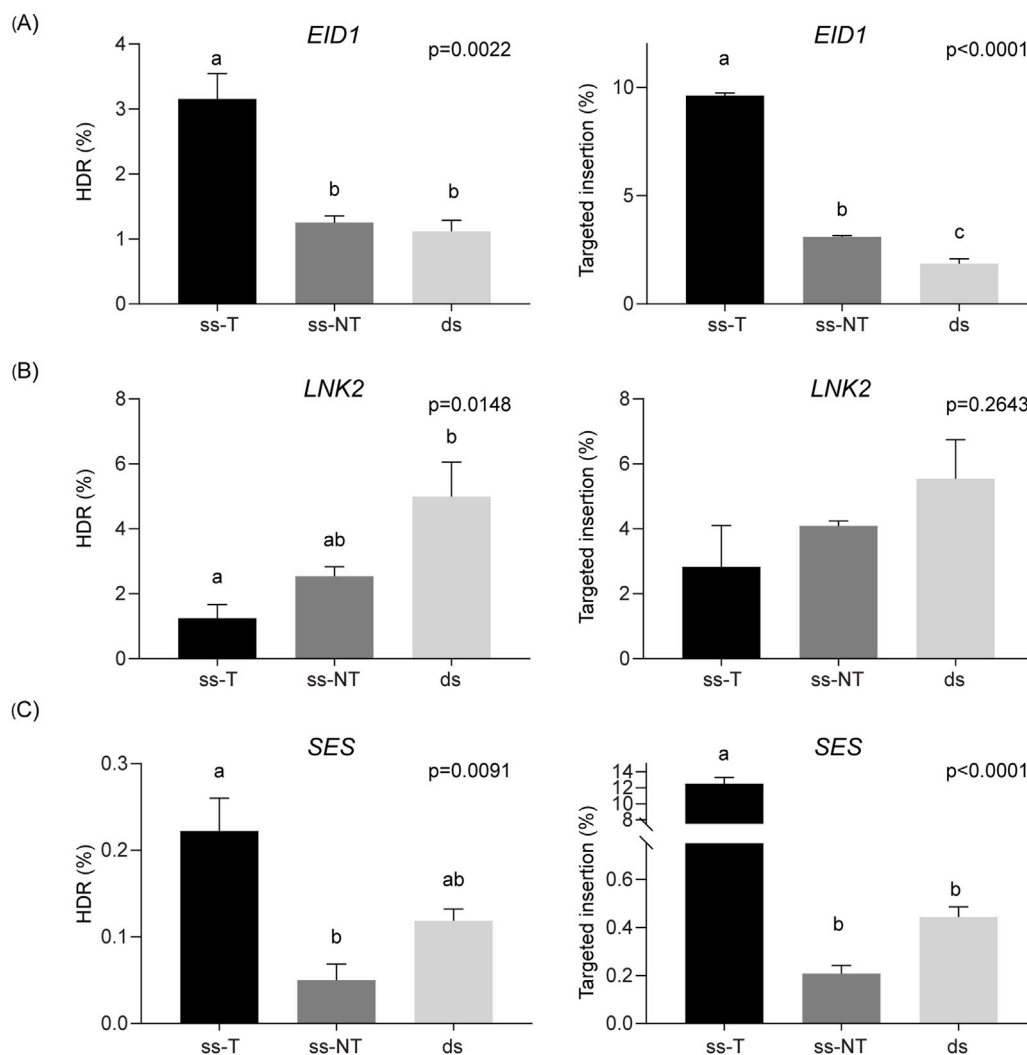 (A)
EID1
p=0.0022
HDR (%)
4
3
2
1
0
a
b
b
ss-T
ss-NT
ds
EID1
p<0.0001
Targeted insertion (%)
10
5
0
a
b
c
ss-T
ss-NT
ds
(B)
LNK2
p=0.0148
HDR (%)
8
6
4
2
0
a
ab
b
ss-T
ss-NT
ds
LNK2
p=0.2643
Targeted insertion (%)
8
6
4
2
0
ss-T
ss-NT
ds
(C)
SES
p=0.0091
HDR (%)
0.3
0.2
0.1
0.0
a
b
ab
ss-T
ss-NT
ds
SES
p<0.0001
Targeted insertion (%)
14
12
10
8
0.6
0.4
0.2
0.0
a
b
b
ss-T
ss-NT
ds